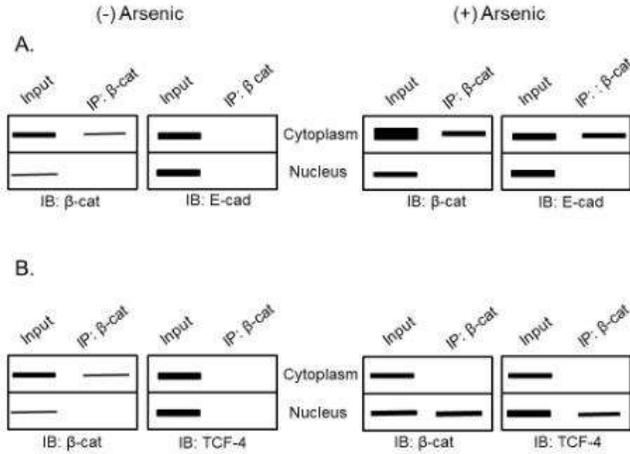 (-) Arsenic (+) Arsenic
A.
Input IP: β-cat Input IP: β cat Input IP: β-cat Input IP: : β-cat
Cytoplasm
Nucleus
IB: β-cat IB: E-cad IB: β-cat IB: E-cad
B.
Input IP: β-cat Input IP: β-cat Input IP: β-cat Input IP: β-cat
Cytoplasm
Nucleus
IB: β-cat IB: TCF-4 IB: β-cat IB: TCF-4